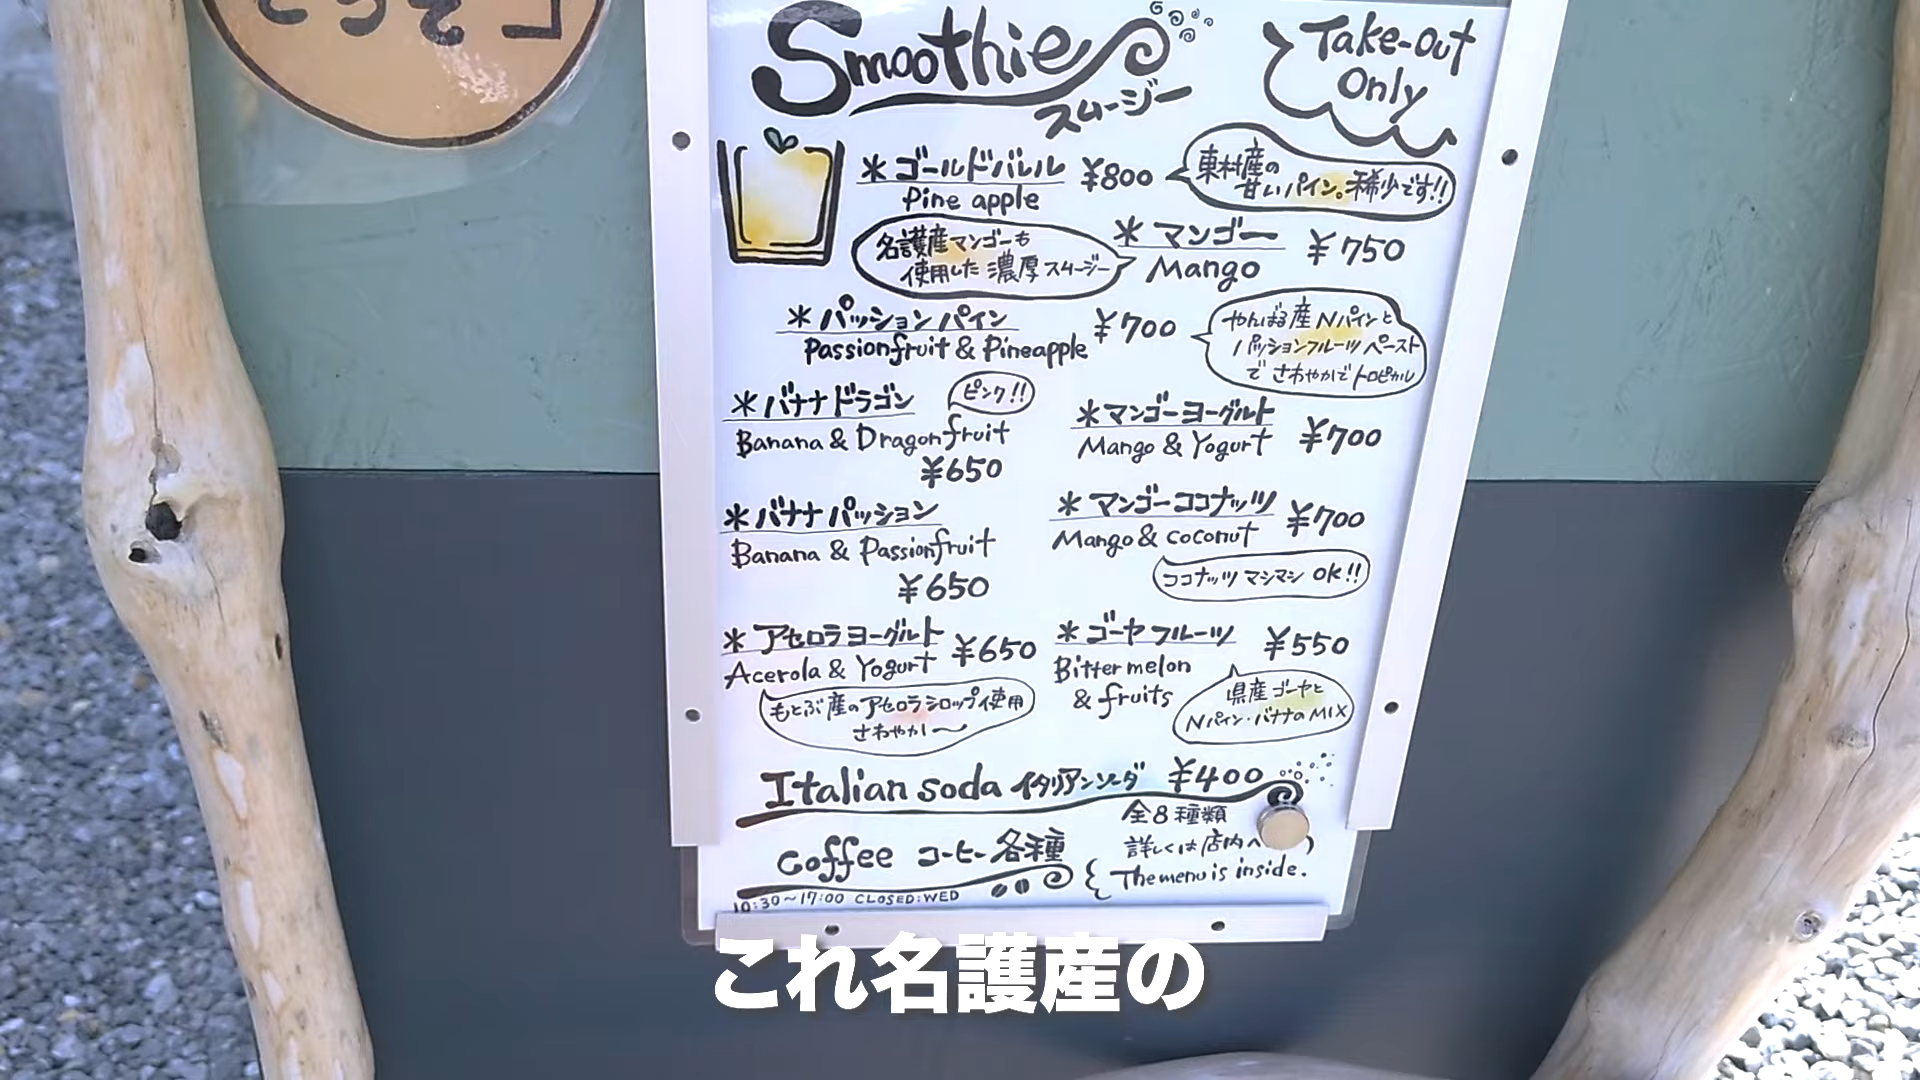 Smoothie
スムージー
Take-out
Only
*ゴールドバレル ¥800
Pine apple
東村産の
甘いパイン。稀少です!!
*マンゴー ¥750
Mango
名護産マンゴーも
使用した濃厚スムージー
*パッションパイン ¥700
Passionfruit & Pineapple
やんばる産Nパインと
パッションフルーツペースト
でさわやかでトロピカル
*バナナドラゴン
ピンク!!
Banana & Dragonfruit
¥650
*マンゴーヨーグルト ¥700
Mango & Yogurt
*バナナパッション
Banana & Passionfruit
¥650
*マンゴーココナッツ ¥700
Mango & coconut
ココナッツマシマシOK!!
*アセロラヨーグルト ¥650
Acerola & Yogurt
もとぶ産のアセロラシロップ使用
さわやか〜
*ゴーヤフルーツ ¥550
Bitter melon
& fruits
県産ゴーヤと
Nパイン・バナナのMIX
Italian soda イタリアンソーダ ¥400
全8種類
coffee コーヒー各種
詳しくは店内へ
The menu is inside.
10:30〜17:00 CLOSED:WED
これ名護産の